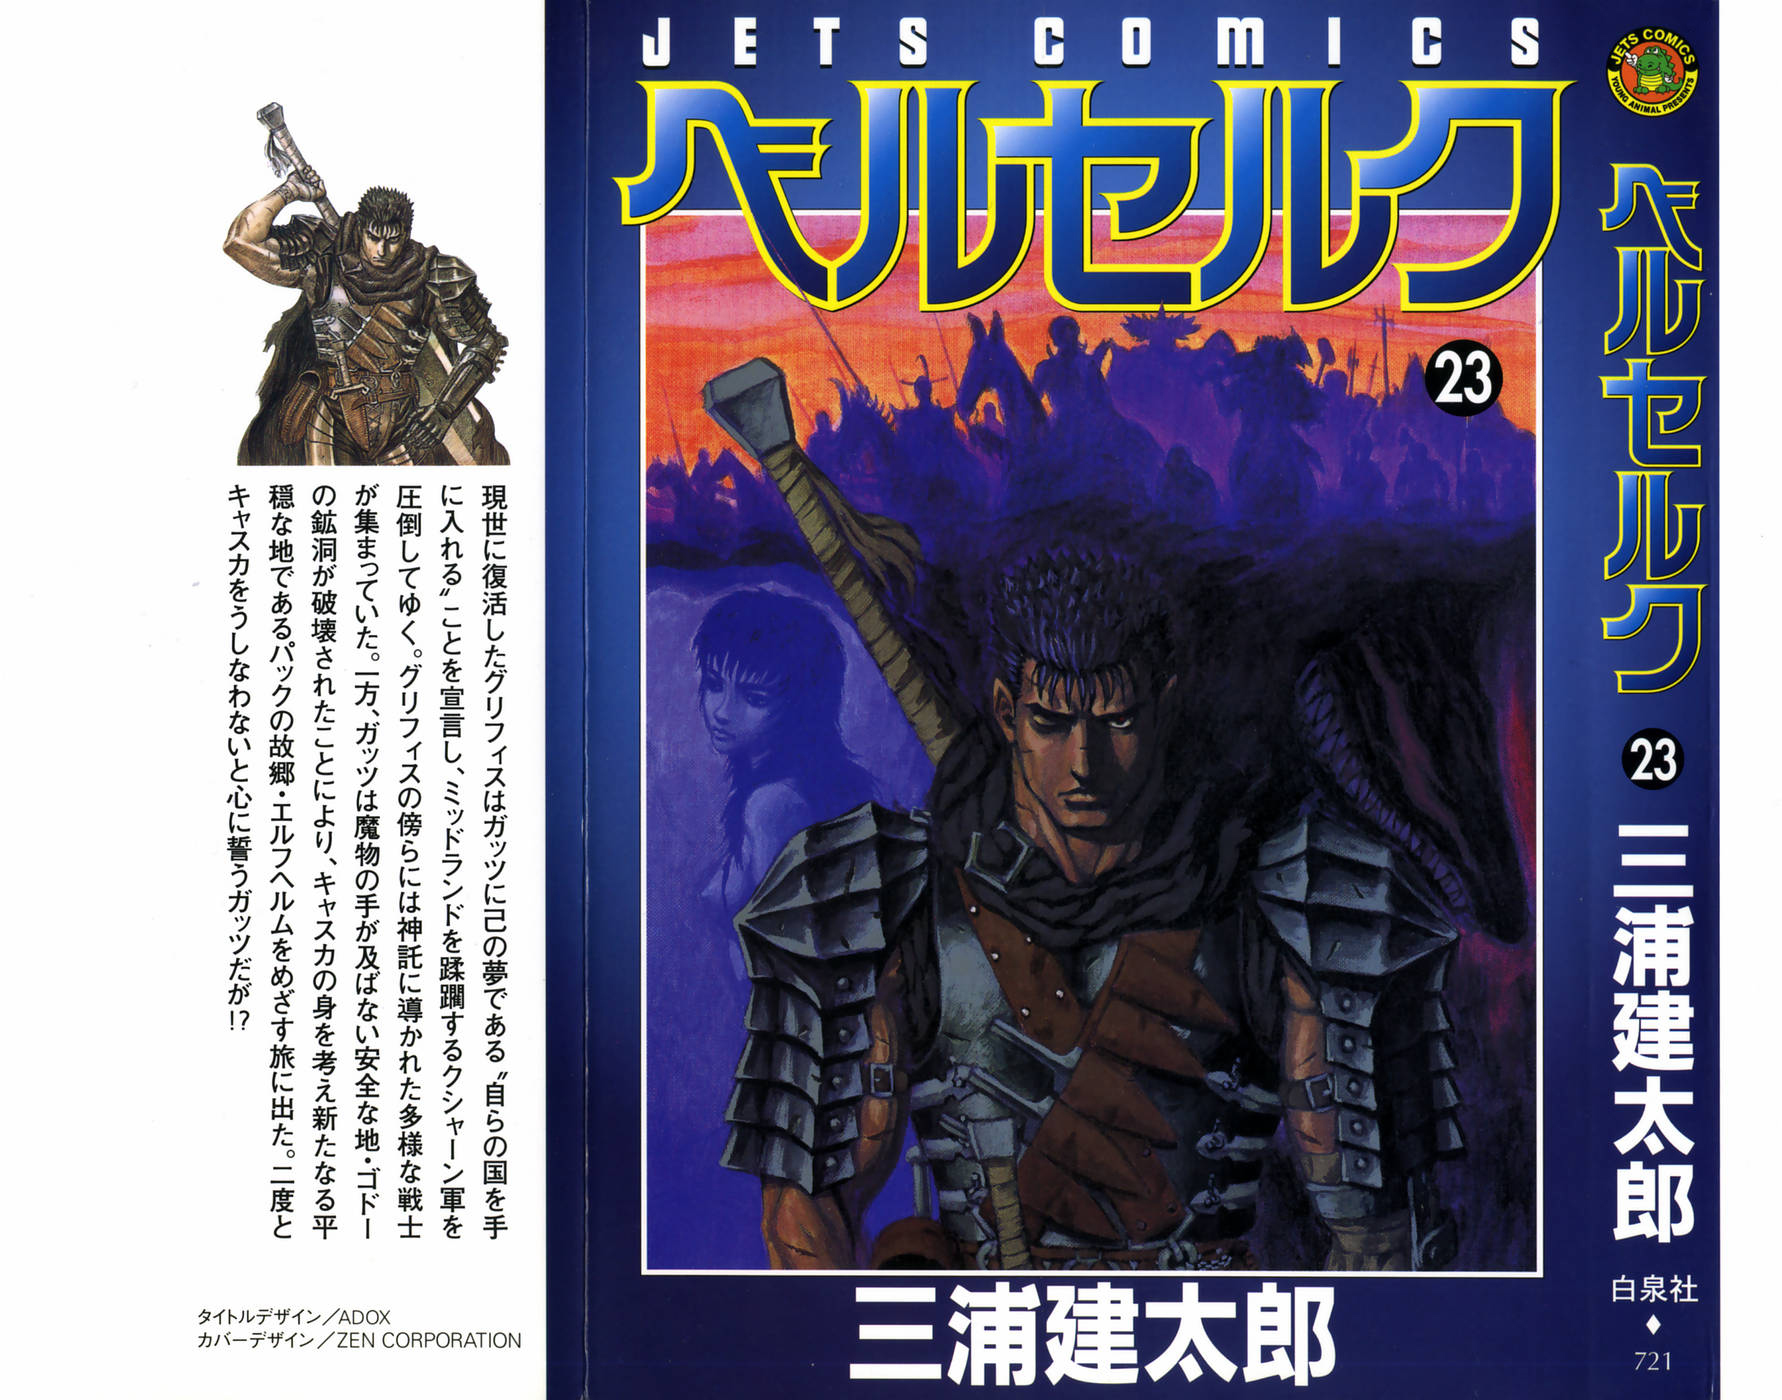 現世に復活したグリフィスはガッツに己の夢である〝自らの国を手
に入れる〟ことを宣言し、ミッドランドを蹂躙するクシャーン軍を
圧倒してゆく。グリフィスの傍らには神託に導かれた多様な戦士
が集まっていた。一方、ガッツは魔物の手が及ばない安全な地・ゴドー
の鉱洞が破壊されたことにより、キャスカの身を考え新たなる平
穏な地であるパックの故郷・エルフヘルムをめざす旅に出た。二度と
キャスカをうしなわないと心に誓うガッツだが!?
タイトルデザイン／ADOX
カバーデザイン／ZEN CORPORATION
JETS COMICS
ベルセルク
23
三浦建太郎
JETS COMICS
YOUNG ANIMAL PRESENTS
ベルセルク
23
三浦建太郎
白泉社
♦
721